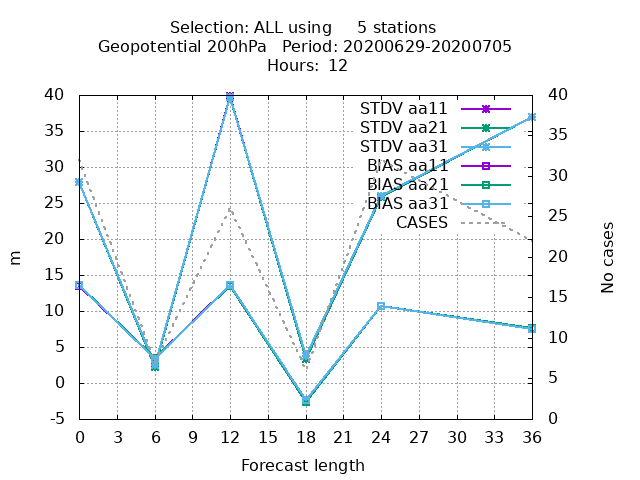 Selection: ALL using     5 stations
Geopotential 200hPa   Period: 20200629-20200705
Hours:  12
STDV aa11
STDV aa21
STDV aa31
BIAS aa11
BIAS aa21
BIAS aa31
CASES
40
35
30
25
20
15
10
5
0
-5
m
40
35
30
25
20
15
10
5
0
No cases
0 3 6 9 12 15 18 21 24 27 30 33 36
Forecast length